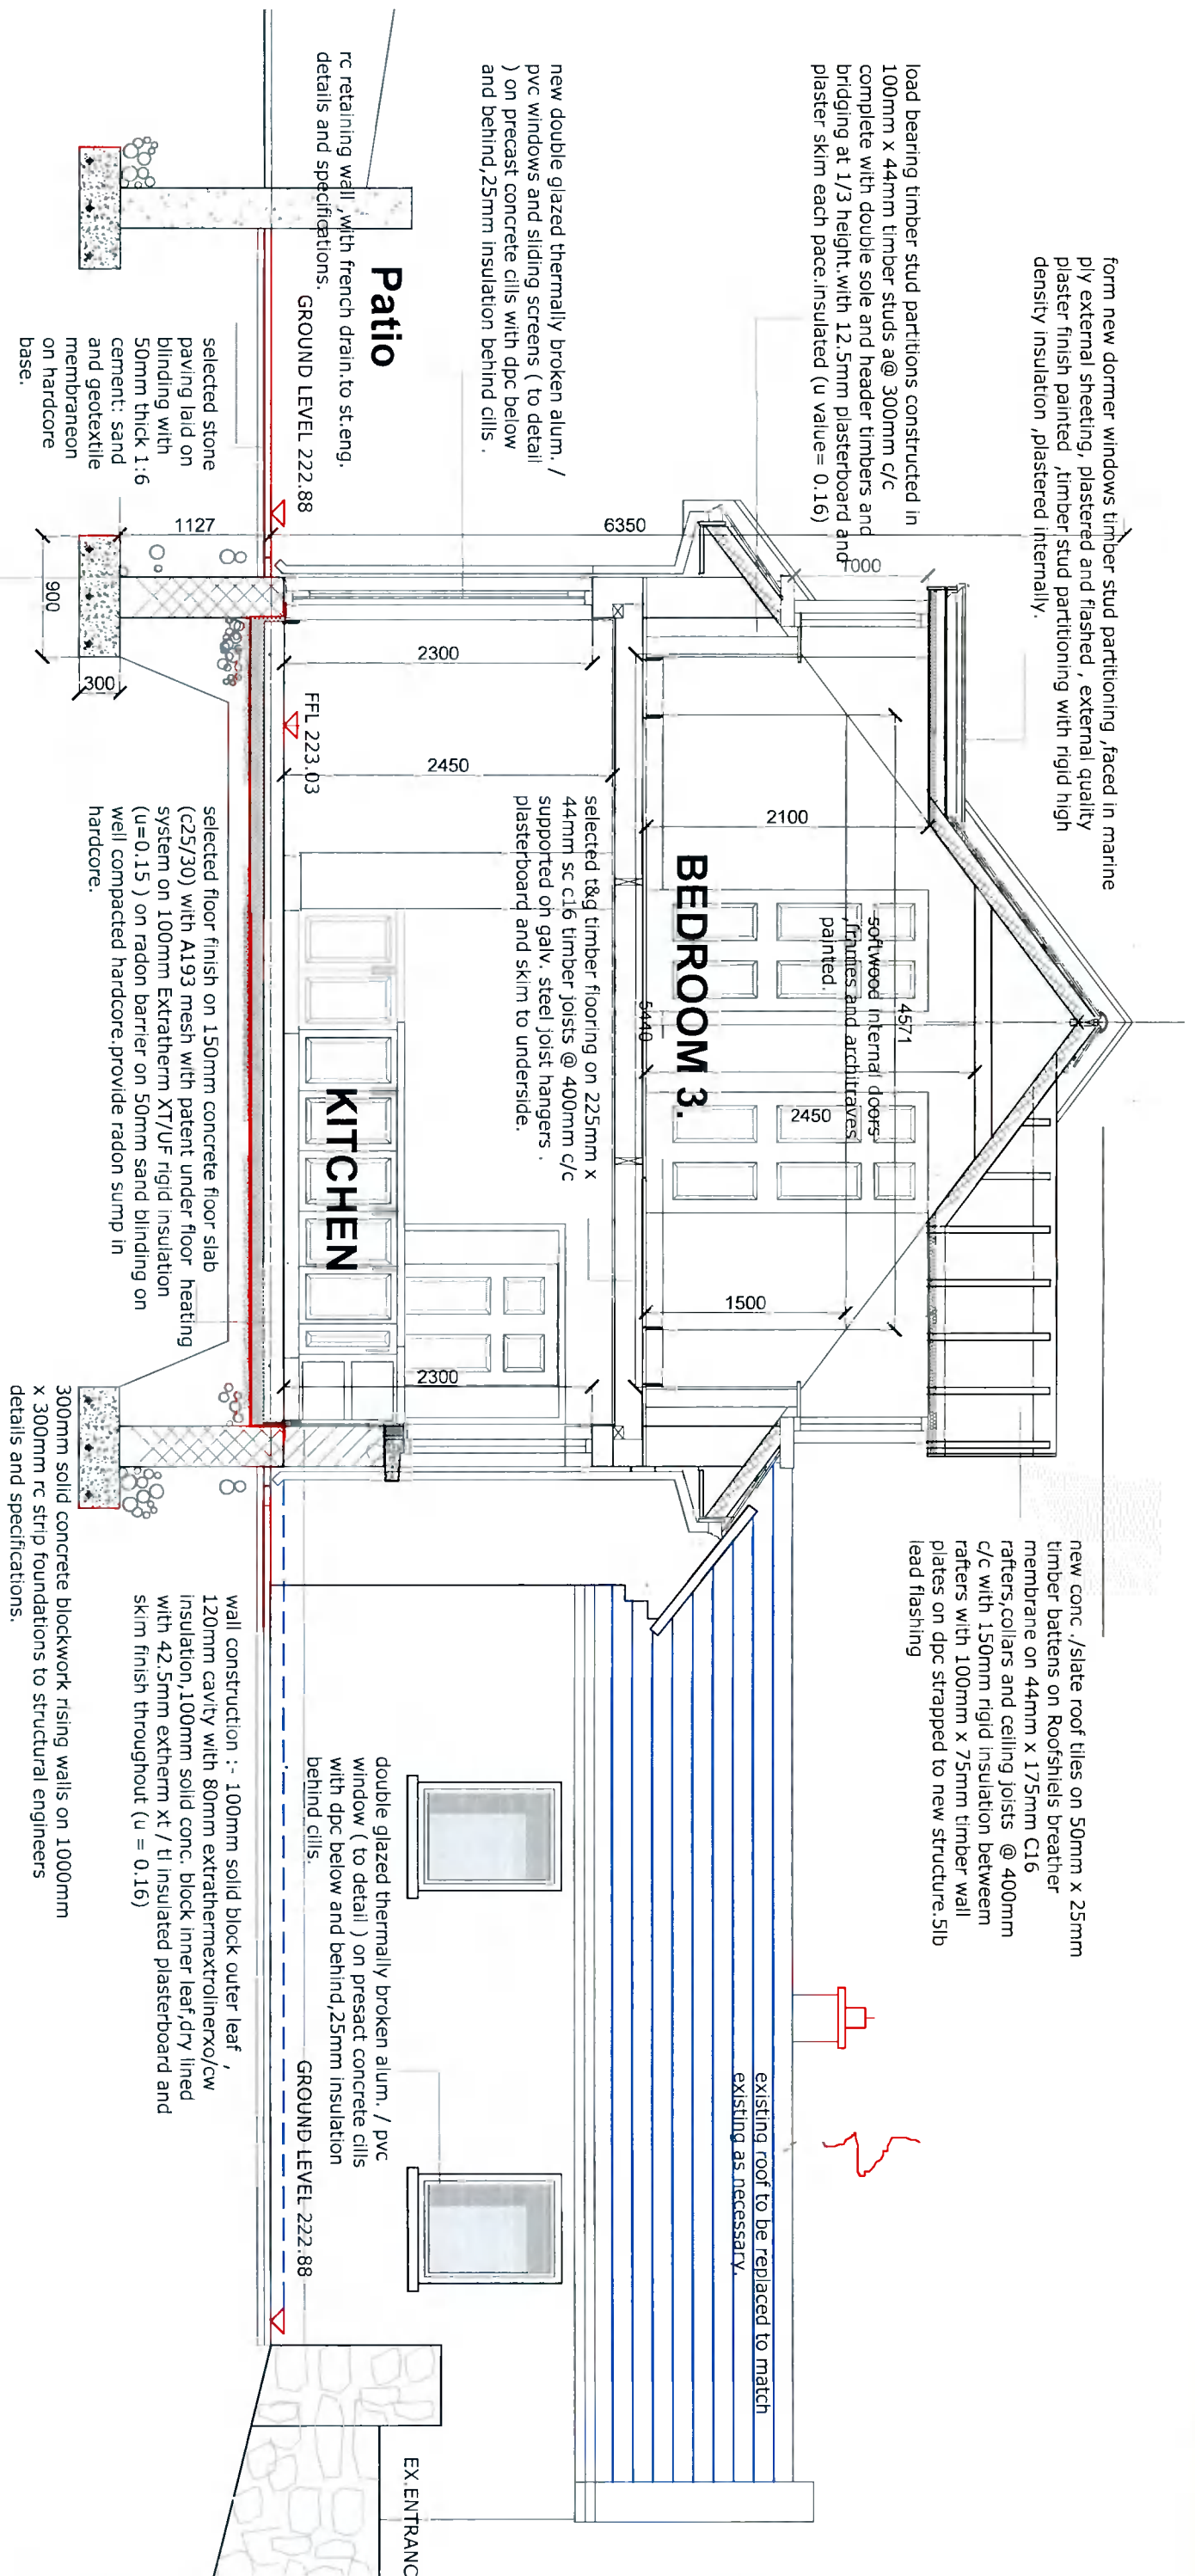 form new dormer windows timber stud partitioning ,faced in marine
ply external sheeting, plastered and flashed , external quality
plaster finish painted ,timber stud partitioning with rigid high
density insulation ,plastered internally.
load bearing timber stud partitions constructed in
100mm x 44mm timber studs a@ 300mm c/c
complete with double sole and header timbers and
bridging at 1/3 height.with 12.5mm plasterboard and
plaster skim each pace.insulated (u value= 0.16)
new double glazed thermally broken alum. /
pvc windows and sliding screens ( to detail
) on precast concrete cills with dpc below
and behind,25mm insulation behind cills .
rc retaining wall ,with french drain.to st.eng.
details and specifications.
Patio
GROUND LEVEL 222.88
selected stone
paving laid on
blinding with
50mm thick 1:6
cement: sand
and geotextile
membraneon
on hardcore
base.
1127
6350
1000
900
300
2300
FFL 223.03
2450
2100
BEDROOM 3.
softwood internal doors
,frames and architraves
painted.
4571
5440
2450
1500
selected t&g timber flooring on 225mm x
44mm sc c16 timber joists @ 400mm c/c
supported on galv. steel joist hangers .
plasterboard and skim to underside.
KITCHEN
2300
selected floor finish on 150mm concrete floor slab
(c25/30) with A193 mesh with patent under floor heating
system on 100mm Extratherm XT/UF rigid insulation
(u=0.15 ) on radon barrier on 50mm sand blinding on
well compacted hardcore.provide radon sump in
hardcore.
300mm solid concrete blockwork rising walls on 1000mm
x 300mm rc strip foundations to structural engineers
details and specifications.
new conc ./slate roof tiles on 50mm x 25mm
timber battens on Roofshiels breather
membrane on 44mm x 175mm C16
rafters,collars and ceiling joists @ 400mm
c/c with 150mm rigid insulation betweem
rafters with 100mm x 75mm timber wall
plates on dpc strapped to new structure.5lb
lead flashing
wall construction :- 100mm solid block outer leaf ,
120mm cavity with 80mm extrathermextrolinerxo/cw
insulation,100mm solid conc. block inner leaf,dry lined
with 42.5mm extherm xt / tl insulated plasterboard and
skim finish throughout (u = 0.16)
double glazed thermally broken alum. / pvc
window ( to detail ) on presact concrete cills
with dpc below and behind,25mm insulation
behind cills.
existing roof to be replaced to match
existing as necessary.
GROUND LEVEL 222.88
EX.ENTRANC